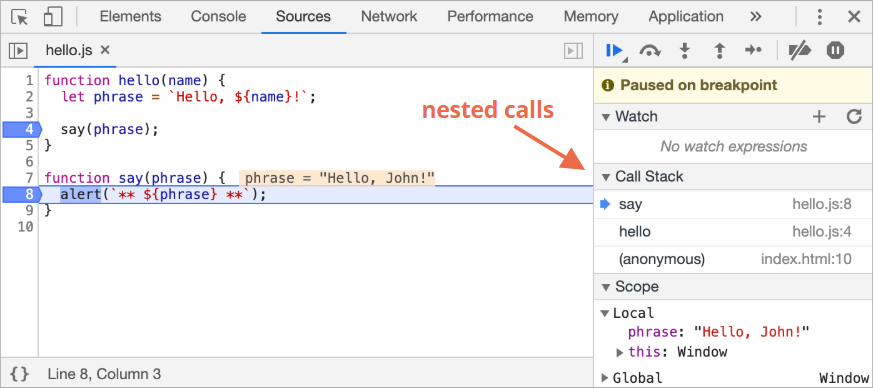 Elements Console Sources Network Performance Memory Application »
hello.js ×
1 function hello(name) {
2 let phrase = `Hello, ${name}!`;
3
4 say(phrase);
5 }
6
7 function say(phrase) { phrase = "Hello, John!"
8 alert(`** ${phrase} **`);
9 }
10
{} Line 8, Column 3
nested calls
Paused on breakpoint
Watch
No watch expressions
Call Stack
say hello.js:8
hello hello.js:4
(anonymous) index.html:10
Scope
Local
phrase: "Hello, John!"
this: Window
Global Window